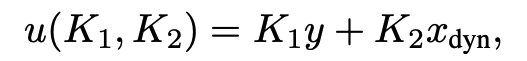 u(K₁, K₂) = K₁y + K₂x_dyn,